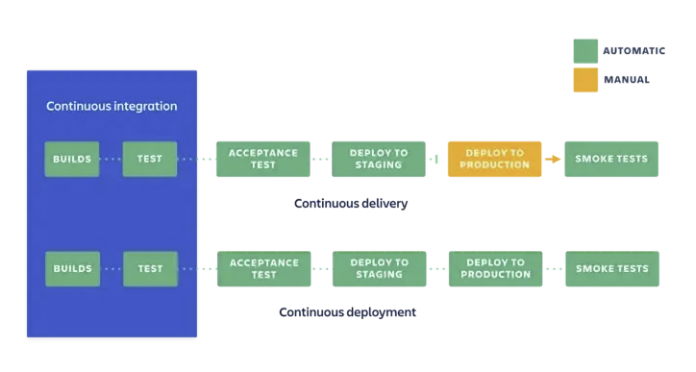 AUTOMATIC
MANUAL
Continuous integration
BUILDS
TEST
ACCEPTANCE
TEST
DEPLOY TO
STAGING
DEPLOY TO
PRODUCTION
SMOKE TESTS
Continuous delivery
BUILDS
TEST
ACCEPTANCE
TEST
DEPLOY TO
STAGING
DEPLOY TO
PRODUCTION
SMOKE TESTS
Continuous deployment